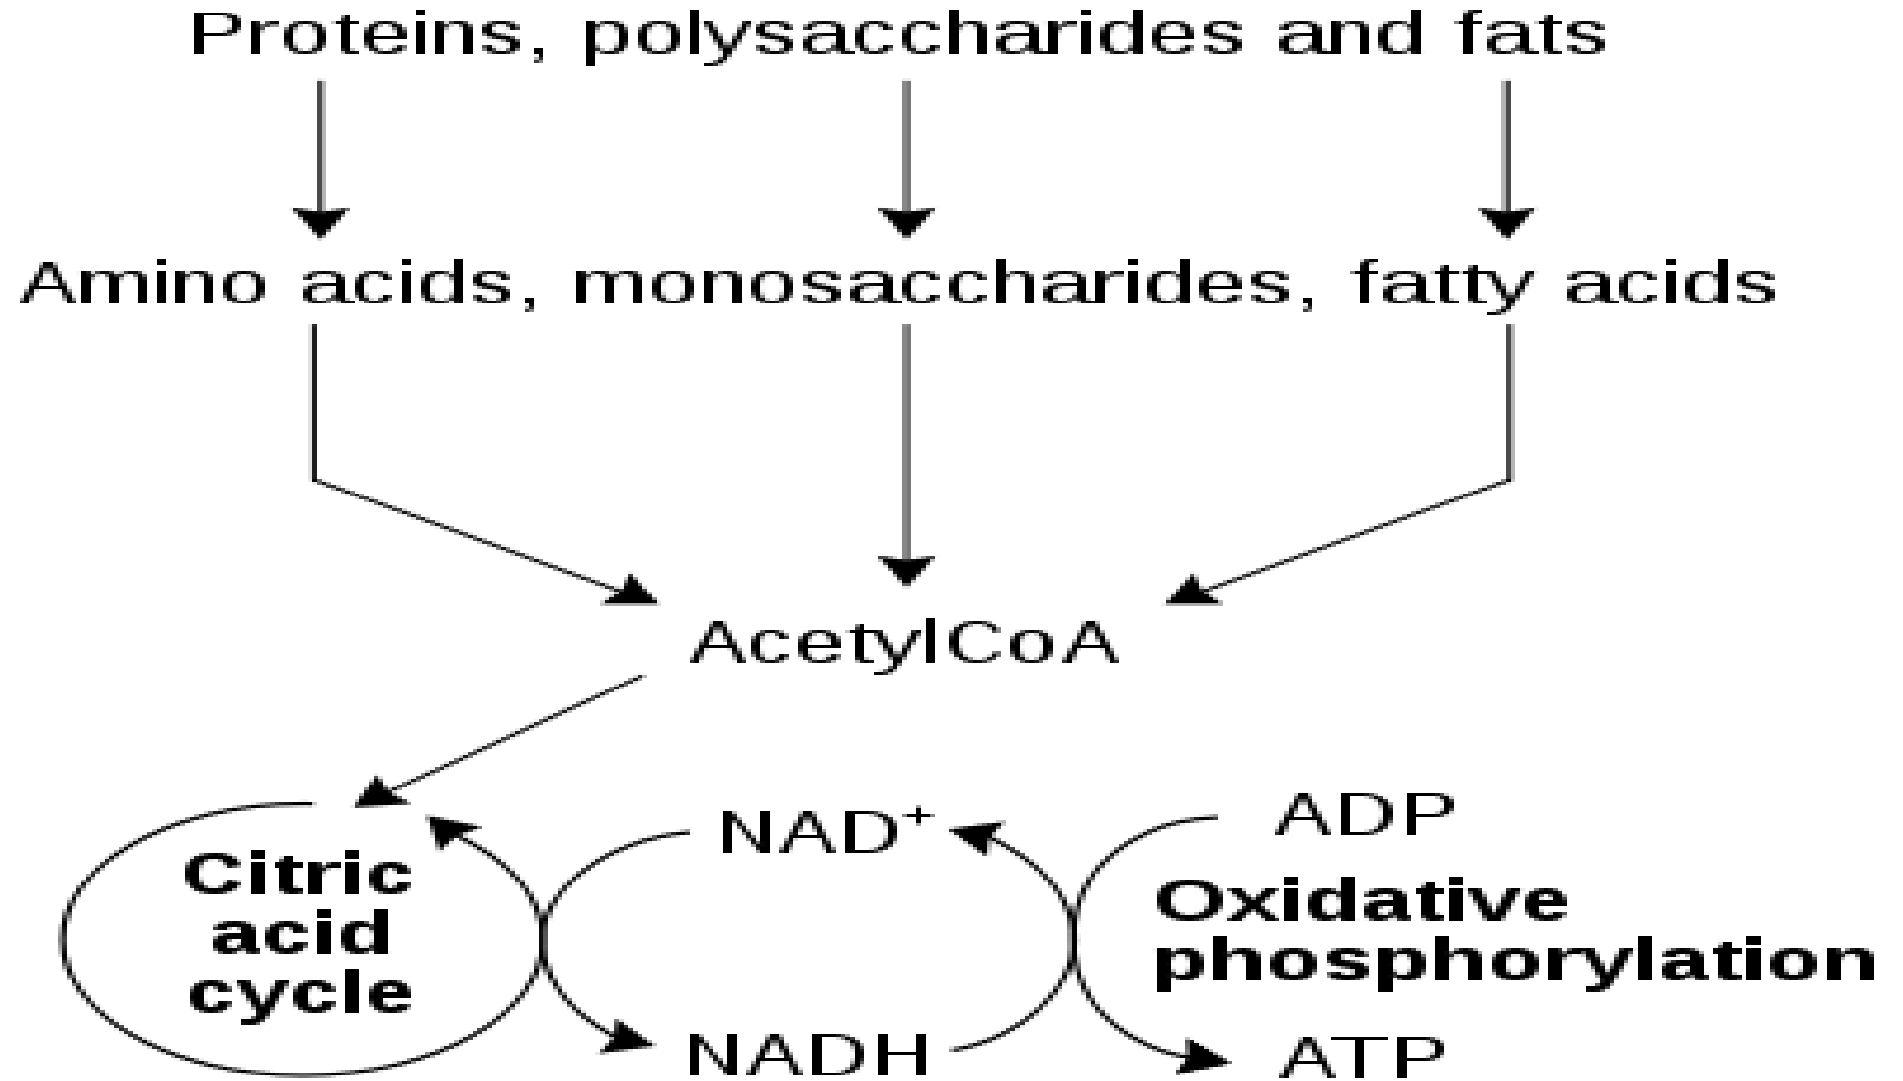 Proteins, polysaccharides and fats
Amino acids, monosaccharides, fatty acids
AcetylCoA
Citric
acid
cycle
NAD⁺
NADH
ADP
Oxidative
phosphorylation
ATP